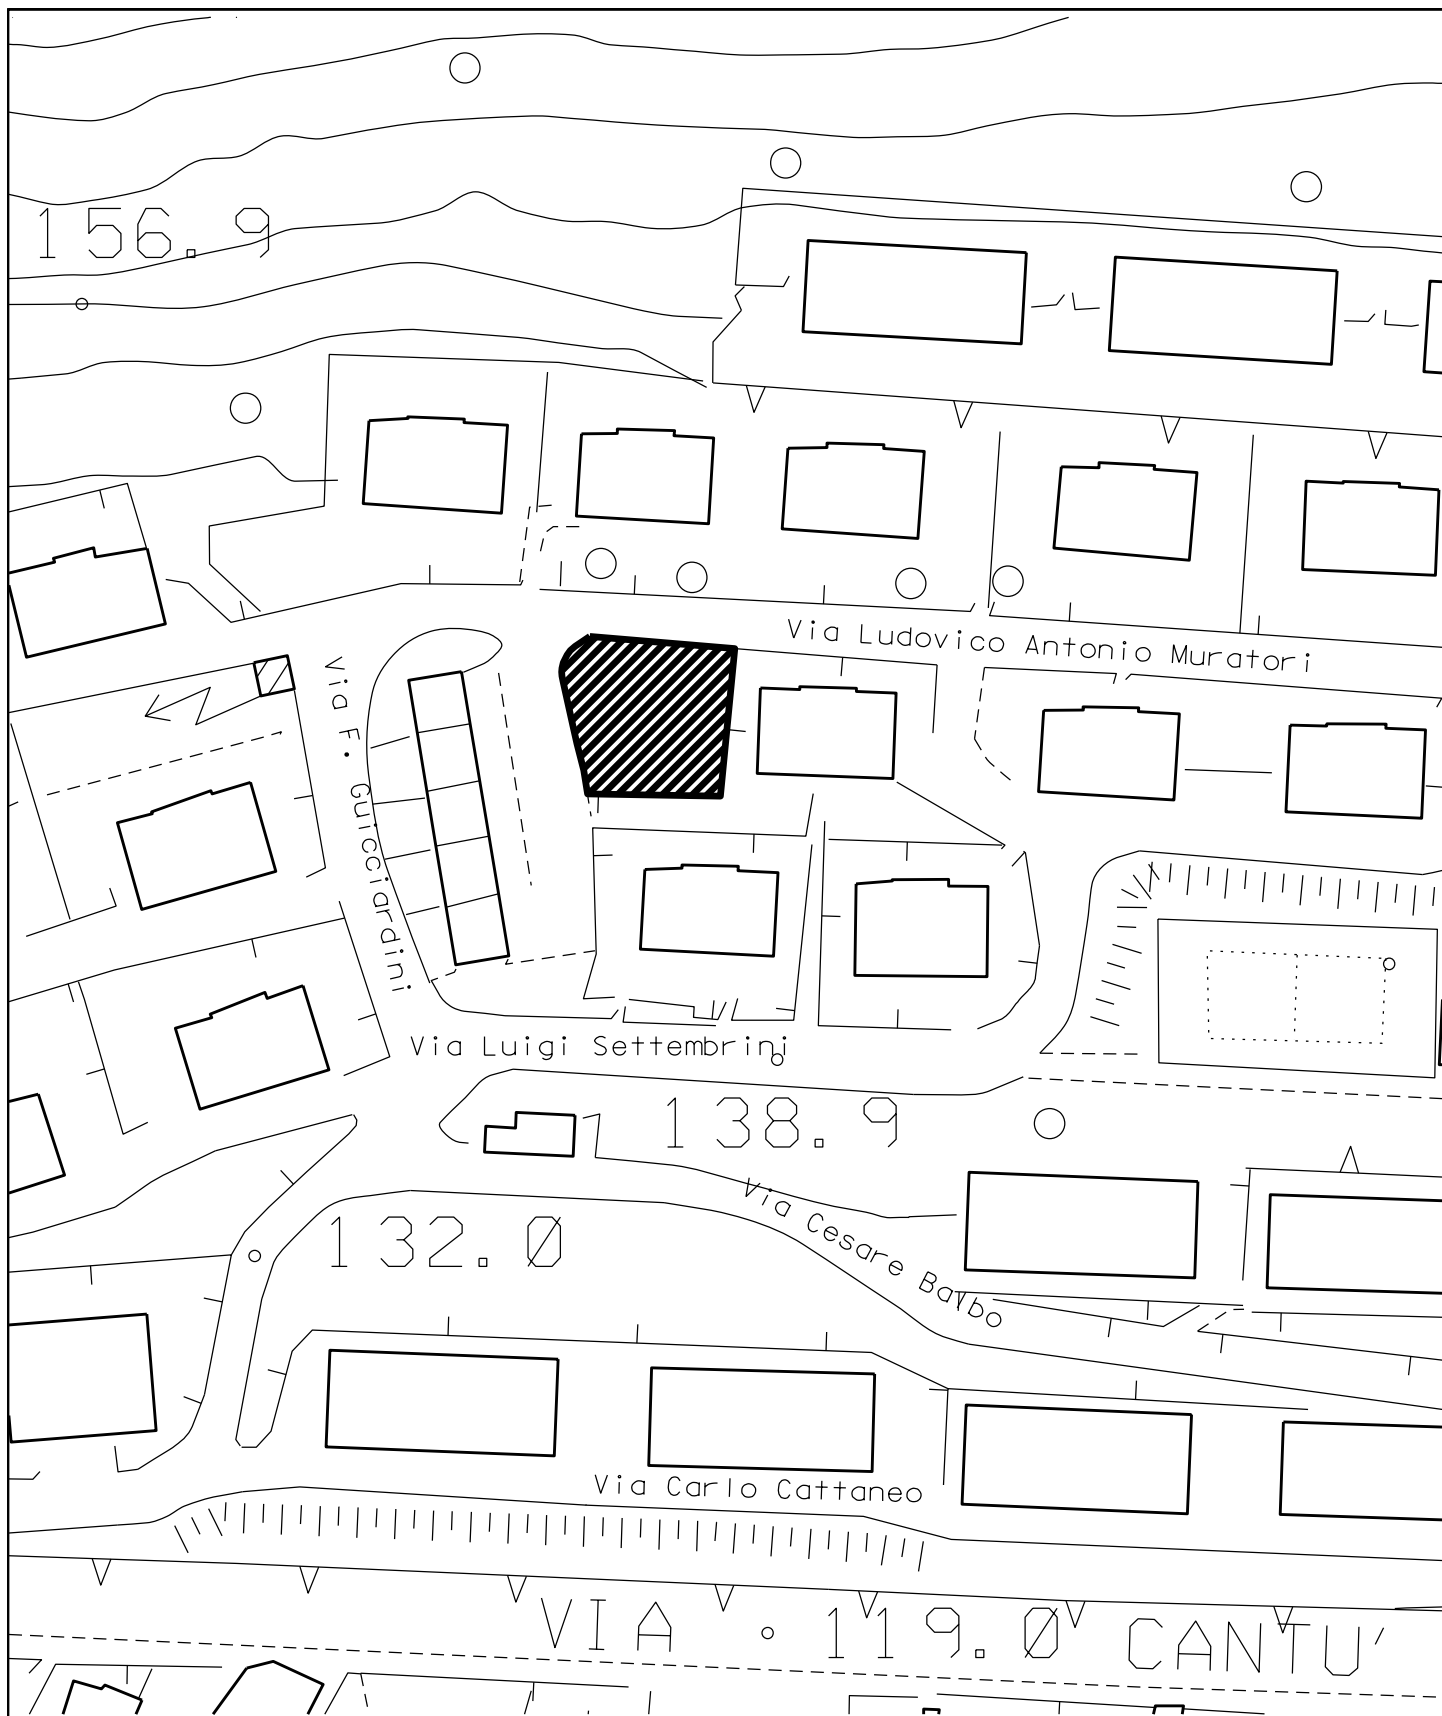 156.9
Via Ludovico Antonio Muratori
Via F. Guicciardini
Via Luigi Settembrini
138.9
Via Cesare Balbo
132.0
Via Carlo Cattaneo
VIA 119.0 CANTU'